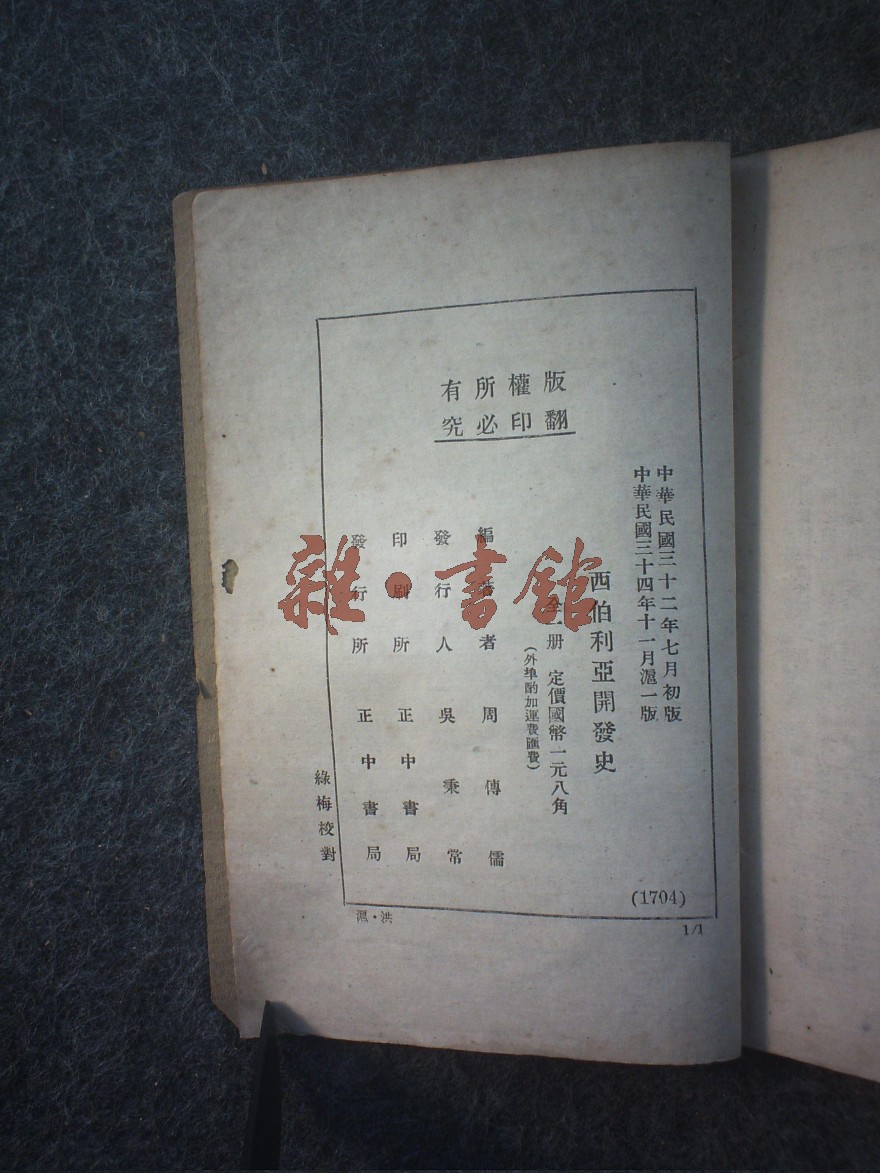 版權所有
翻印必究
中華民國三十二年七月初版
中華民國三十四年十一月滬一版
西伯利亞開發史
全一册 定價國幣一元八角
(外埠酌加運費匯費)
編著者 周傳儒
發行人 吳秉常
印刷所 正中書局
發行所 正中書局
綠梅校對
(1704)
滬·洪
1/1
雜·書館